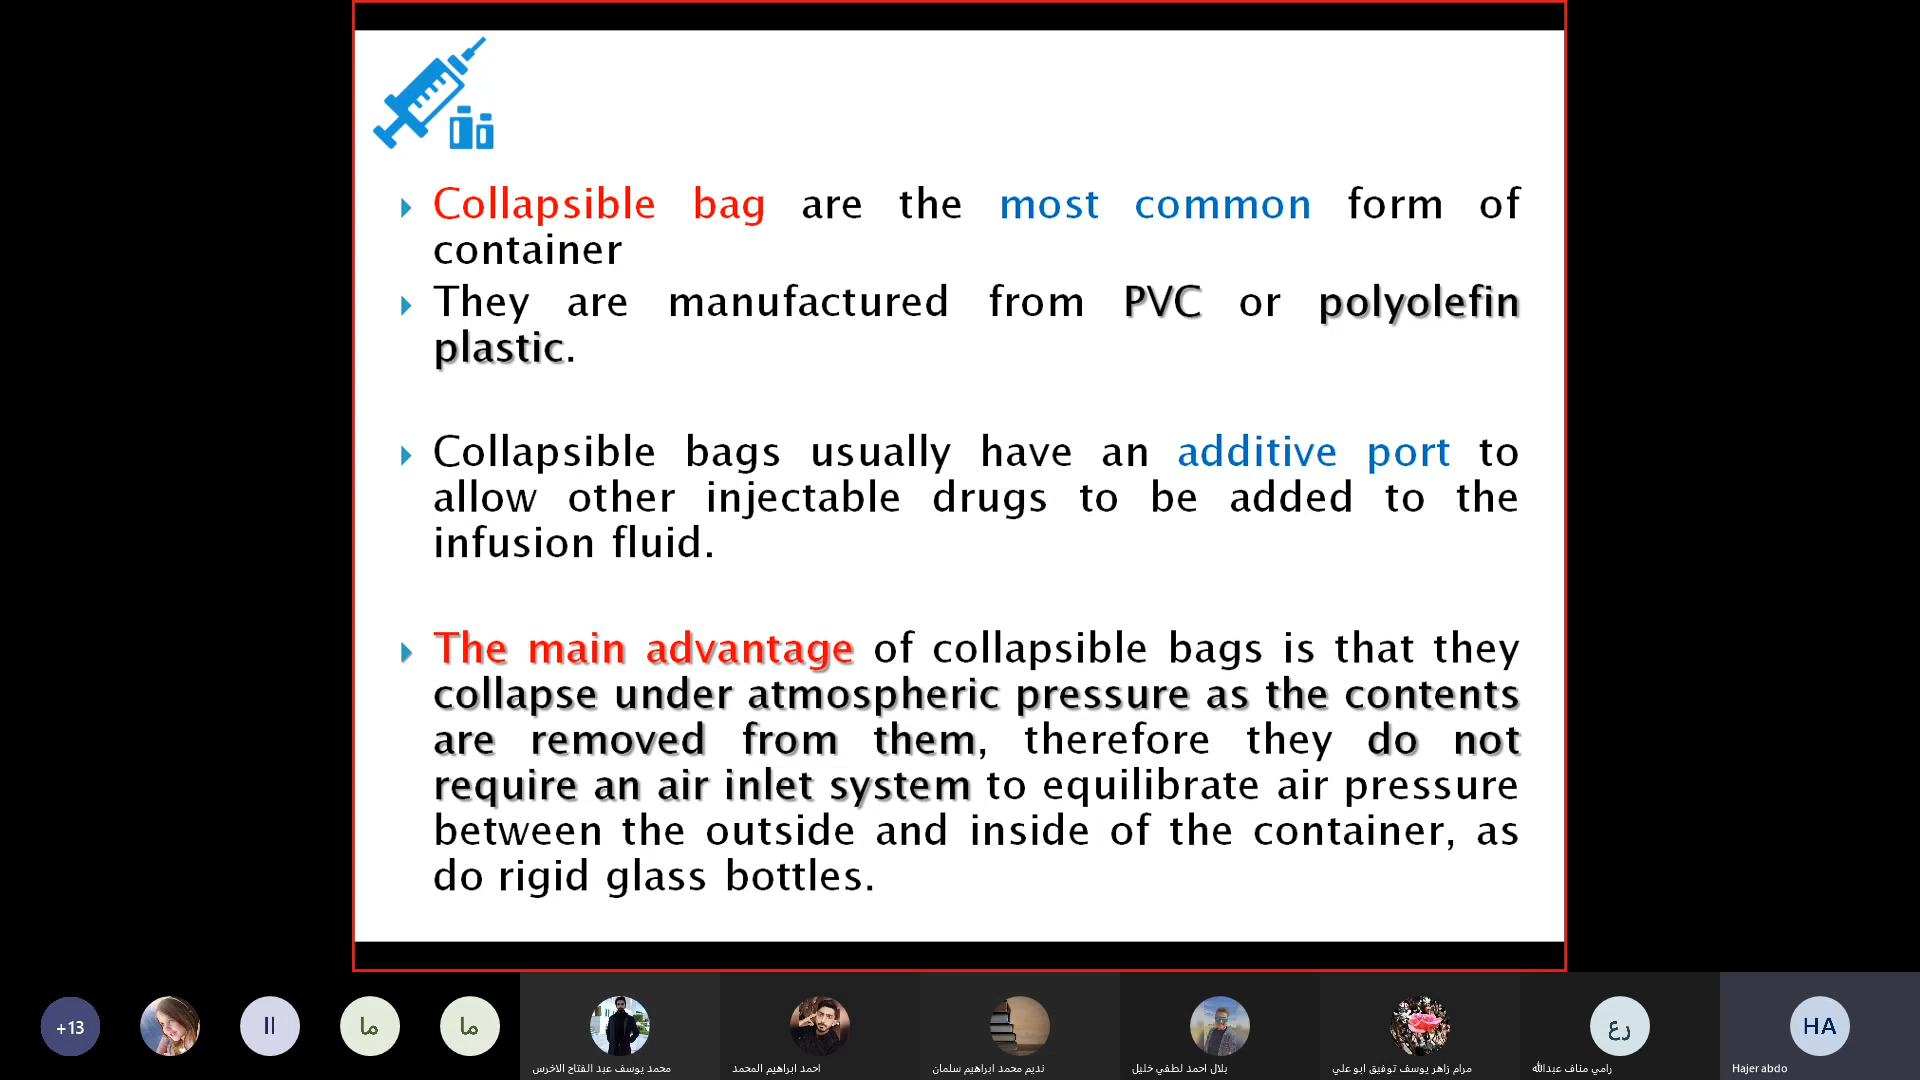 Collapsible bag are the most common form of
container
They are manufactured from PVC or polyolefin
plastic.
Collapsible bags usually have an additive port to
allow other injectable drugs to be added to the
infusion fluid.
The main advantage of collapsible bags is that they
collapse under atmospheric pressure as the contents
are removed from them, therefore they do not
require an air inlet system to equilibrate air pressure
between the outside and inside of the container, as
do rigid glass bottles.
+13
اا
ما
ما
رع
HA
محمد يوسف عبد الفتاح الاخرس
احمد ابراهيم المحمد
نديم محمد ابراهيم سلمان
بلال احمد لطفي خليل
مرام زاهر يوسف توفيق ابو علي
رامي مناف عبدالله
Hajer abdo